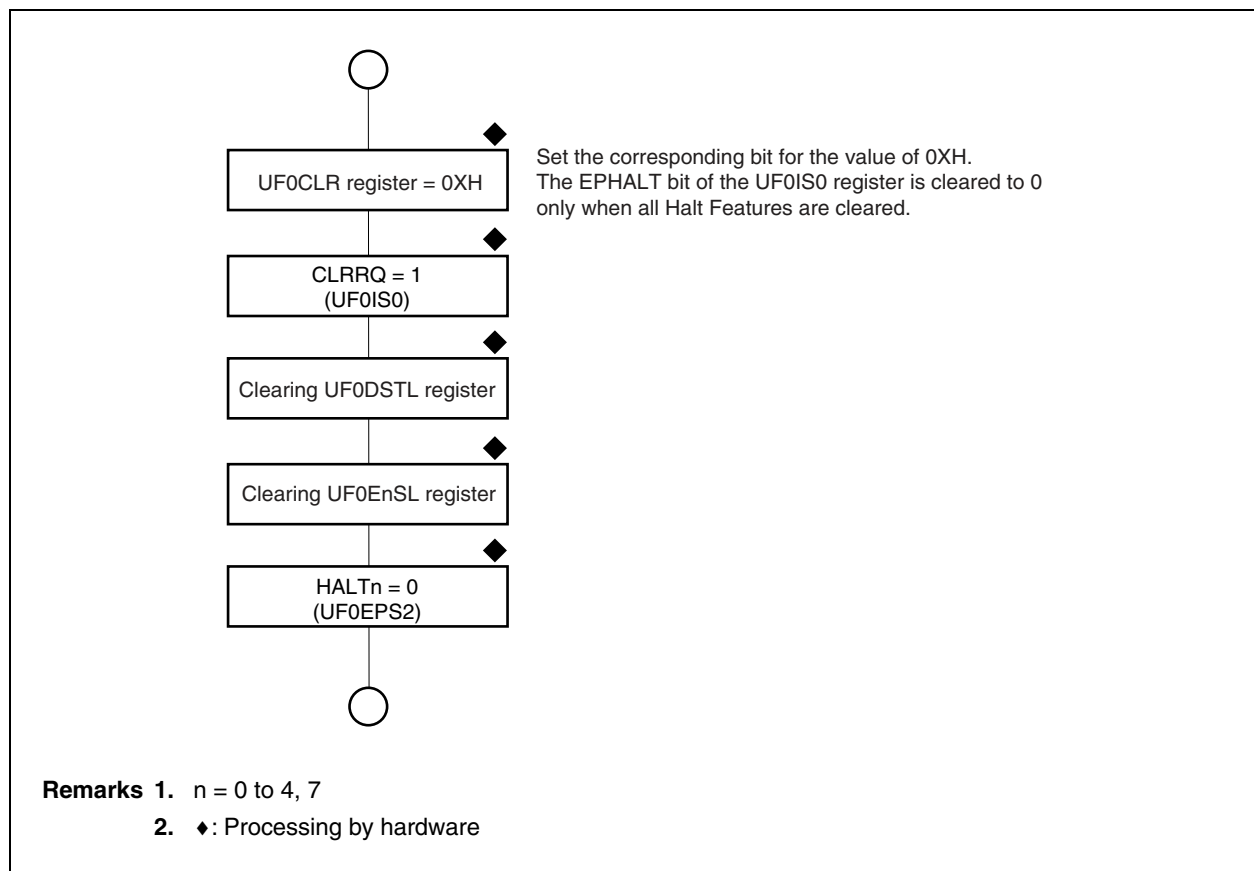 UF0CLR register = 0XH
Set the corresponding bit for the value of 0XH.
The EPHALT bit of the UF0IS0 register is cleared to 0
only when all Halt Features are cleared.
CLRRQ = 1
(UF0IS0)
Clearing UF0DSTL register
Clearing UF0EnSL register
HALTn = 0
(UF0EPS2)
Remarks 1. n = 0 to 4, 7
2. ♦: Processing by hardware